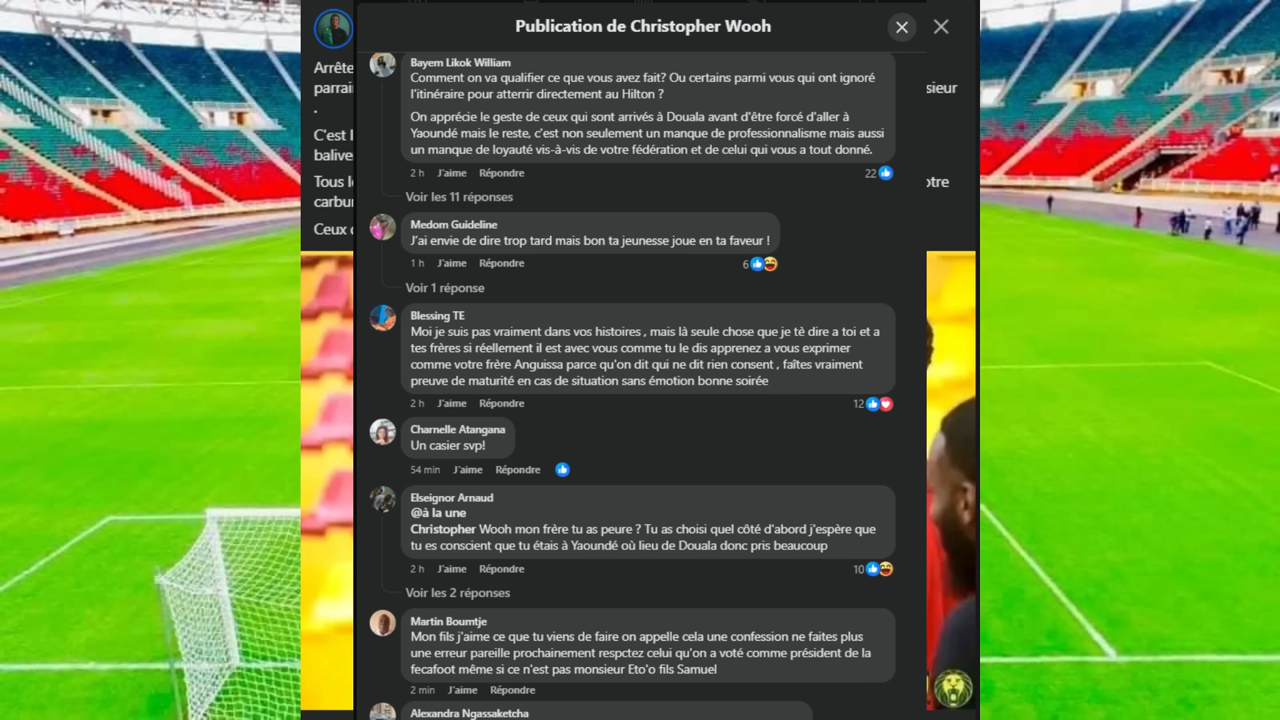 Publication de Christopher Wooh
Arrête
parrai
sieur
.
C'est l
balive
Tous le
otre
carbu
Ceux c
Bayem Likok William
Comment on va qualifier ce que vous avez fait? Ou certains parmi vous qui ont ignoré
l'itinéraire pour atterrir directement au Hilton ?
On apprécie le geste de ceux qui sont arrivés à Douala avant d'être forcé d'aller à
Yaoundé mais le reste, c'est non seulement un manque de professionnalisme mais aussi
un manque de loyauté vis-à-vis de votre fédération et de celui qui vous a tout donné.
2 h J'aime Répondre 22
Voir les 11 réponses
Medom Guideline
J'ai envie de dire trop tard mais bon ta jeunesse joue en ta faveur !
1 h J'aime Répondre 6
Voir 1 réponse
Blessing TE
Moi je suis pas vraiment dans vos histoires , mais là seule chose que je tè dire a toi et a
tes frères si réellement il est avec vous comme tu le dis apprenez a vous exprimer
comme votre frère Anguissa parce qu'on dit qui ne dit rien consent , faîtes vraiment
preuve de maturité en cas de situation sans émotion bonne soirée
2 h J'aime Répondre 12
Charnelle Atangana
Un casier svp!
54 min J'aime Répondre
Elseignor Arnaud
@à la une
Christopher Wooh mon frère tu as peure ? Tu as choisi quel côté d'abord j'espère que
tu es conscient que tu étais à Yaoundé où lieu de Douala donc pris beaucoup
2 h J'aime Répondre 10
Voir les 2 réponses
Martin Boumtje
Mon fils j'aime ce que tu viens de faire on appelle cela une confession ne faites plus
une erreur pareille prochainement respctez celui qu'on a voté comme président de la
fecafoot même si ce n'est pas monsieur Eto'o fils Samuel
2 min J'aime Répondre
Alexandra Ngassaketcha